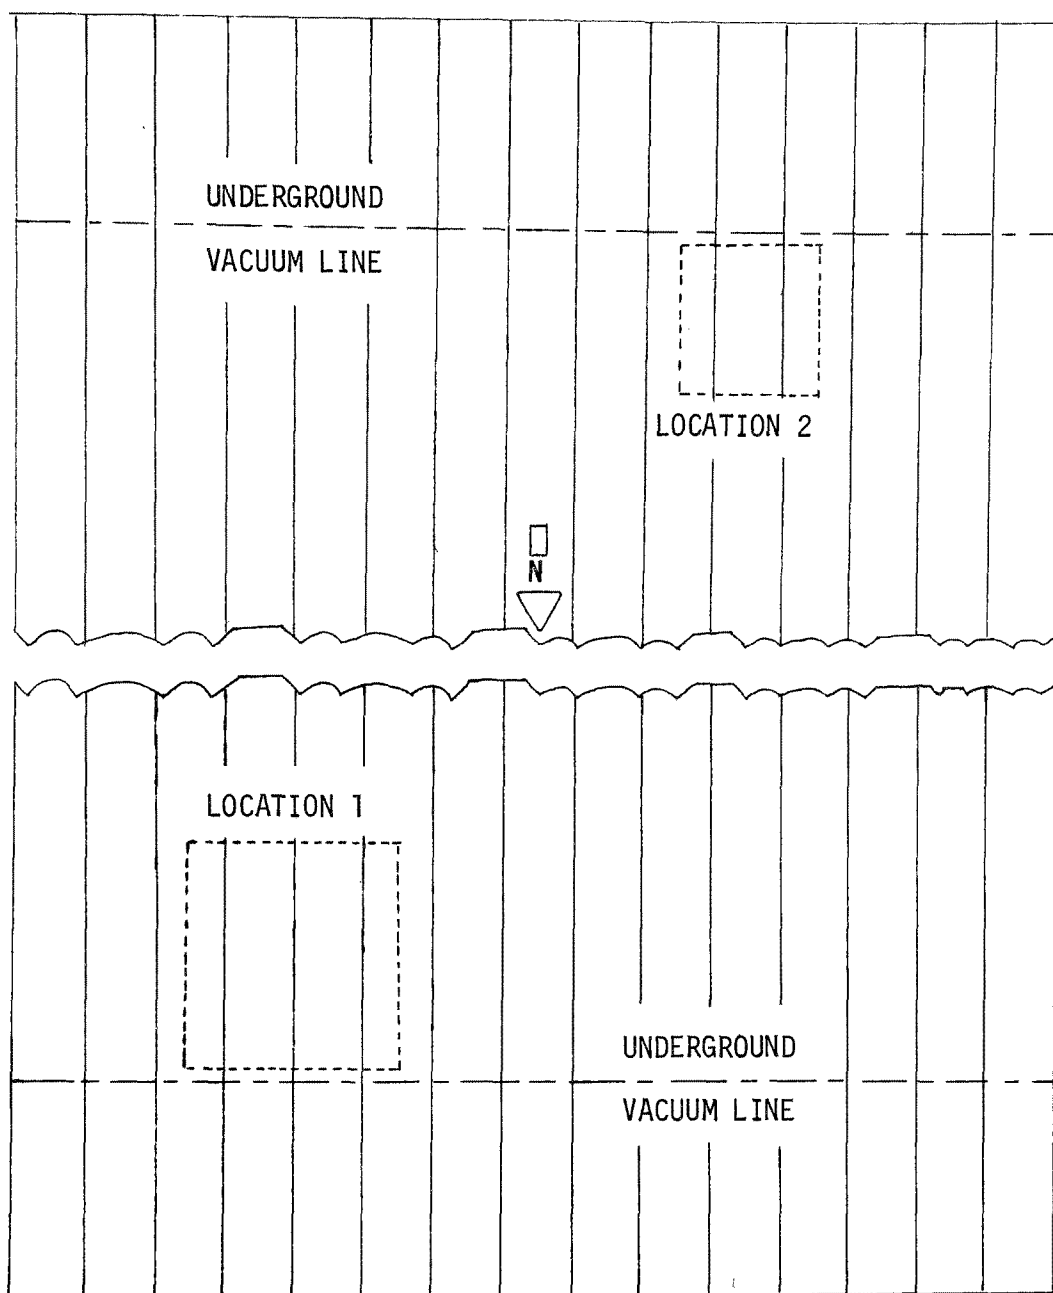 UNDERGROUND
VACUUM LINE
LOCATION 2
N
LOCATION 1
UNDERGROUND
VACUUM LINE